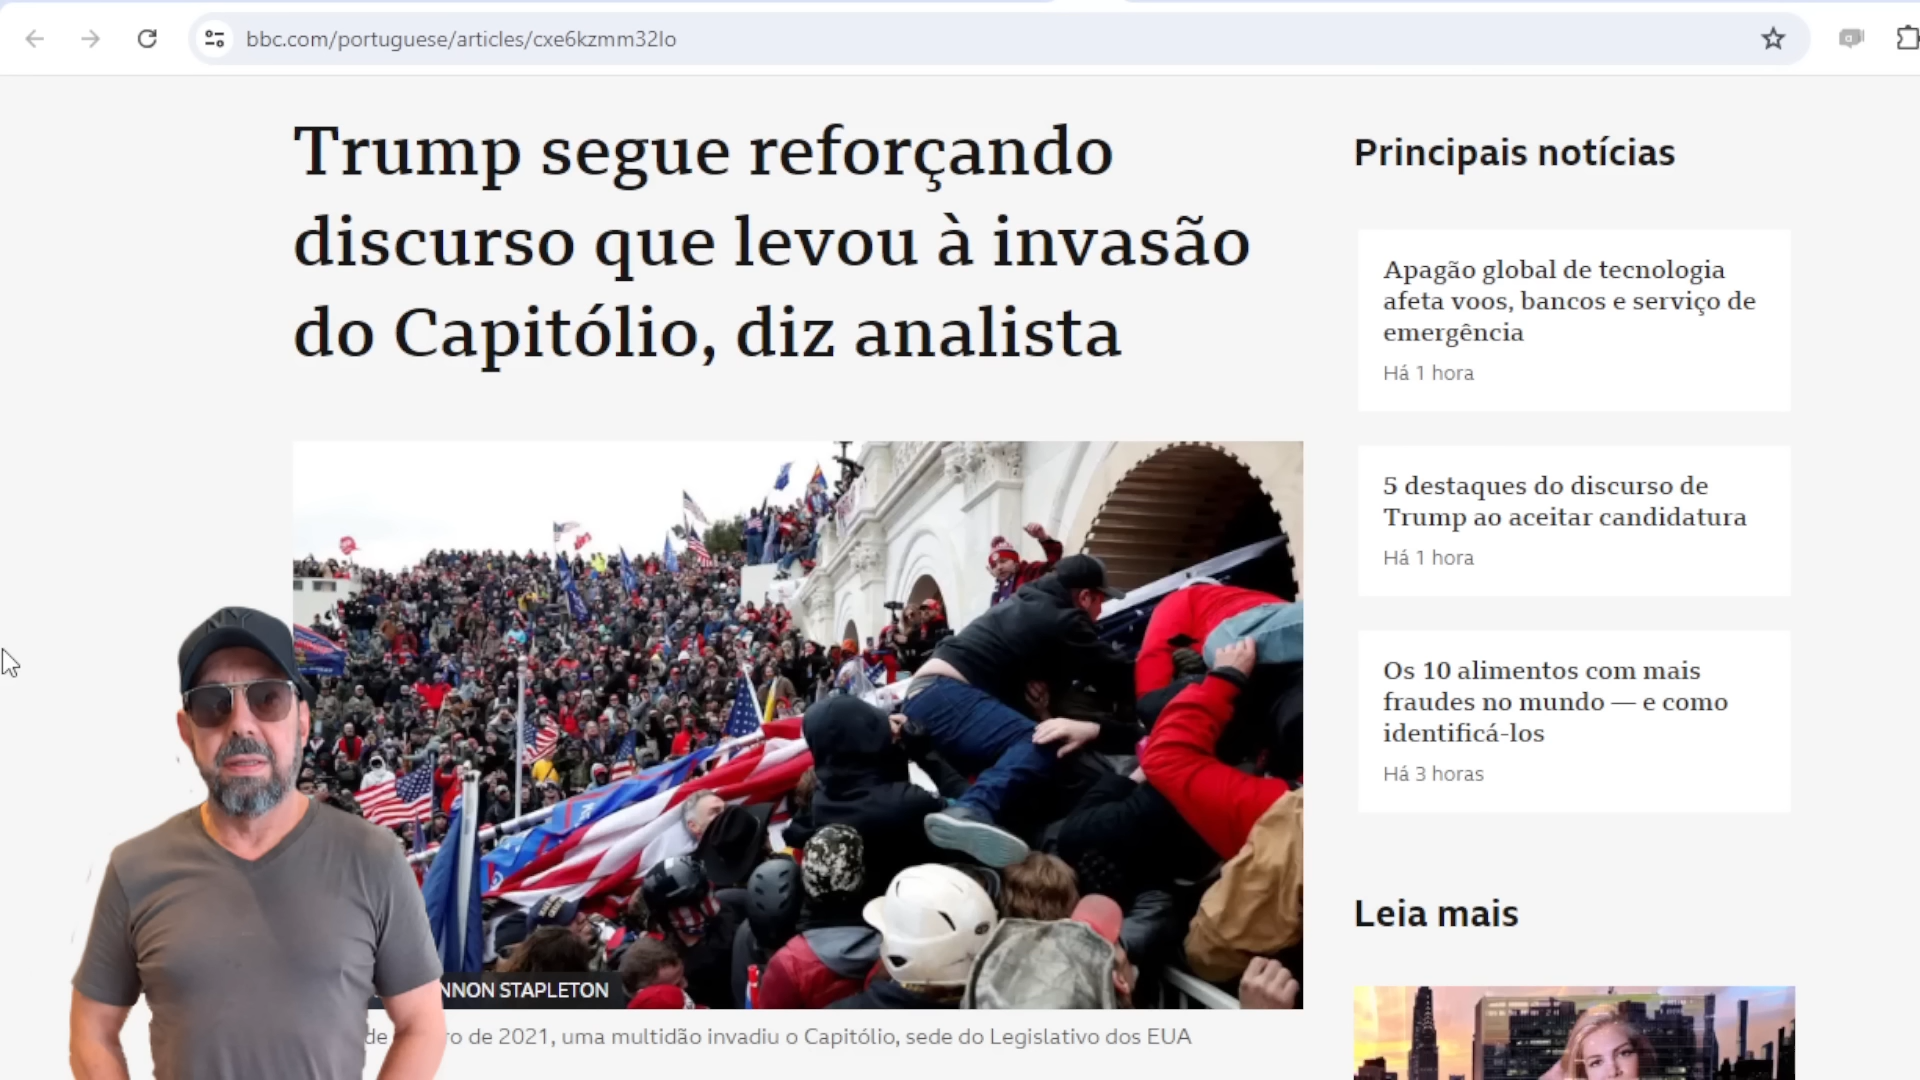 bbc.com/portuguese/articles/cxe6kzmm32lo
Trump segue reforçando
discurso que levou à invasão
do Capitólio, diz analista
NNON STAPLETON
de 2021, uma multidão invadiu o Capitólio, sede do Legislativo dos EUA
Principais notícias
Apagão global de tecnologia
afeta voos, bancos e serviço de
emergência
Há 1 hora
5 destaques do discurso de
Trump ao aceitar candidatura
Há 1 hora
Os 10 alimentos com mais
fraudes no mundo — e como
identificá-los
Há 3 horas
Leia mais